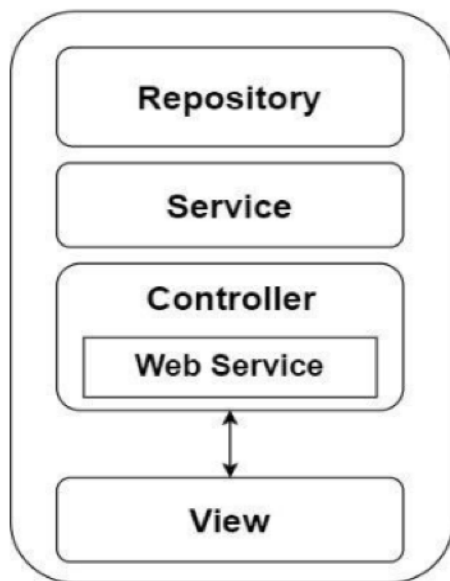 Repository
Service
Controller
Web Service
View